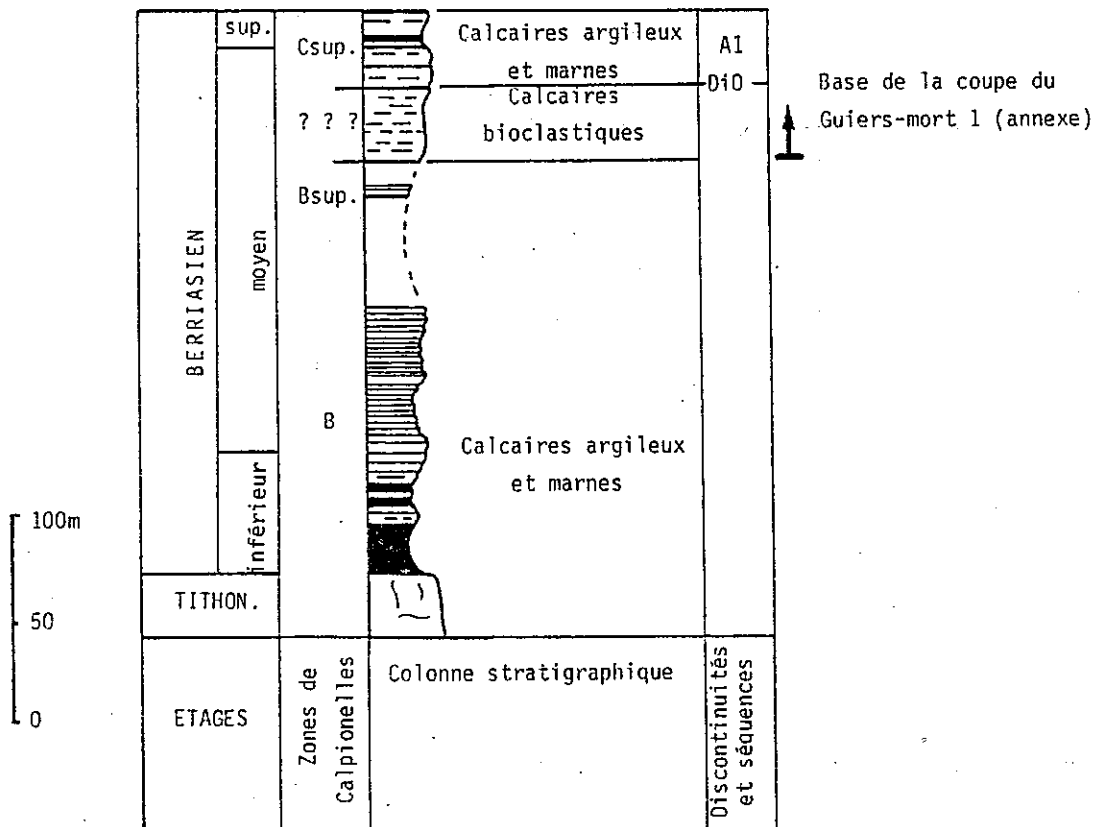 sup.
Csup.
Calcaires argileux
et marnes
AI
Di0
Calcaires
bioclastiques
? ? ?
Base de la coupe du
Guiers-mort 1 (annexe)
Bsup.
BERRIASIEN
moyen
B
Calcaires argileux
et marnes
inférieur
100m
50
0
TITHON.
ETAGES
Zones de
Calpionelles
Colonne stratigraphique
Discontinuités
et séquences